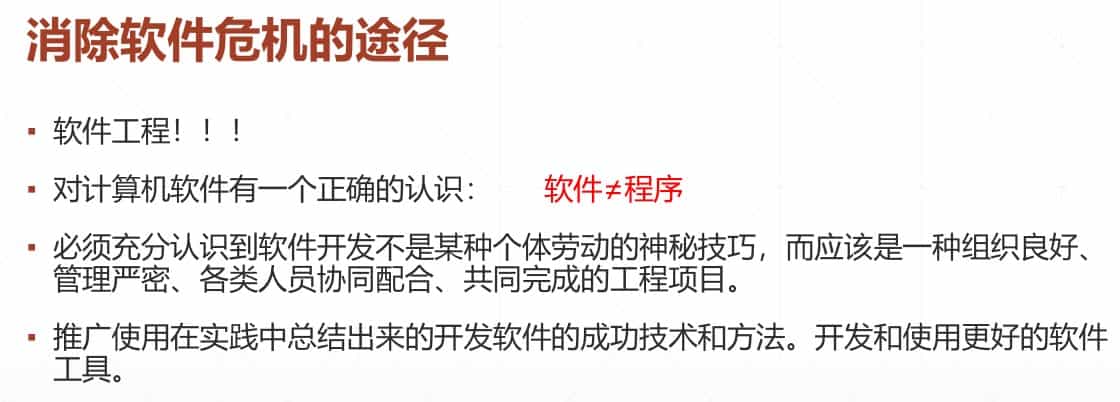 消除软件危机的途径
▪ 软件工程！！！
▪ 对计算机软件有一个正确的认识： 软件≠程序
▪ 必须充分认识到软件开发不是某种个体劳动的神秘技巧，而应该是一种组织良好、
管理严密、各类人员协同配合、共同完成的工程项目。
▪ 推广使用在实践中总结出来的开发软件的成功技术和方法。开发和使用更好的软件
工具。